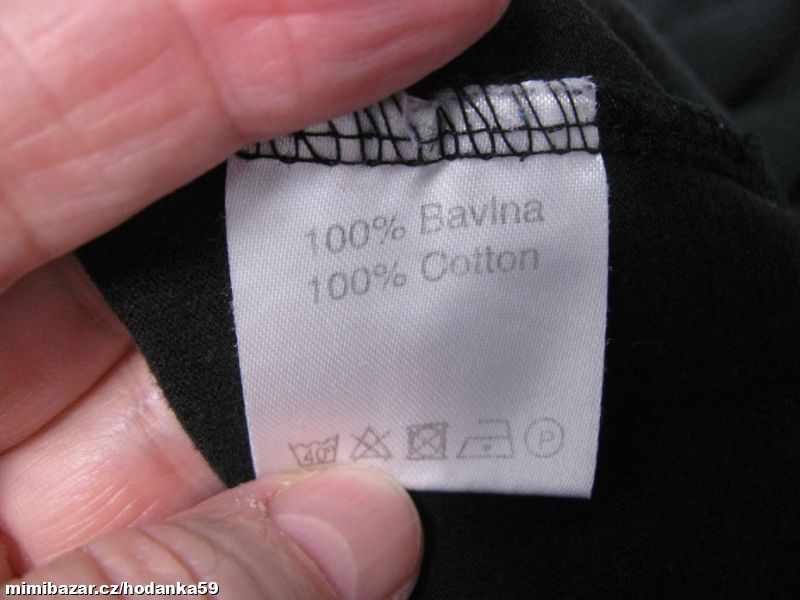 100% Bavlna
100% Cotton
40° P
mimibazar.cz/hodanka59